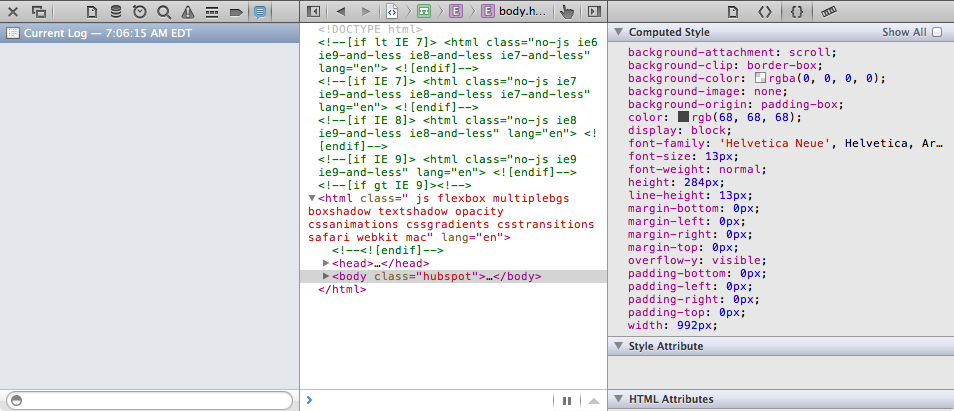 body.h...
Current Log — 7:06:15 AM EDT
<!DOCTYPE html>
<!--[if lt IE 7]> <html class="no-js ie6
ie9-and-less ie8-and-less ie7-and-less"
lang="en"> <![endif]-->
<!--[if IE 7]> <html class="no-js ie7
ie9-and-less ie8-and-less ie7-and-less"
lang="en"> <![endif]-->
<!--[if IE 8]> <html class="no-js ie8
ie9-and-less ie8-and-less" lang="en"> <!
[endif]-->
<!--[if IE 9]> <html class="no-js ie9
ie9-and-less" lang="en"> <![endif]-->
<!--[if gt IE 9]><!-->
<html class=" js flexbox multiplebgs
boxshadow textshadow opacity
cssanimations cssgradients csstransitions
safari webkit mac" lang="en">
<!--<![endif]-->
<head>…</head>
<body class="hubspot">…</body>
</html>
Computed Style
Show All
background-attachment: scroll;
background-clip: border-box;
background-color: rgba(0, 0, 0, 0);
background-image: none;
background-origin: padding-box;
color: rgb(68, 68, 68);
display: block;
font-family: 'Helvetica Neue', Helvetica, Ar…
font-size: 13px;
font-weight: normal;
height: 284px;
line-height: 13px;
margin-bottom: 0px;
margin-left: 0px;
margin-right: 0px;
margin-top: 0px;
overflow-y: visible;
padding-bottom: 0px;
padding-left: 0px;
padding-right: 0px;
padding-top: 0px;
width: 992px;
Style Attribute
HTML Attributes